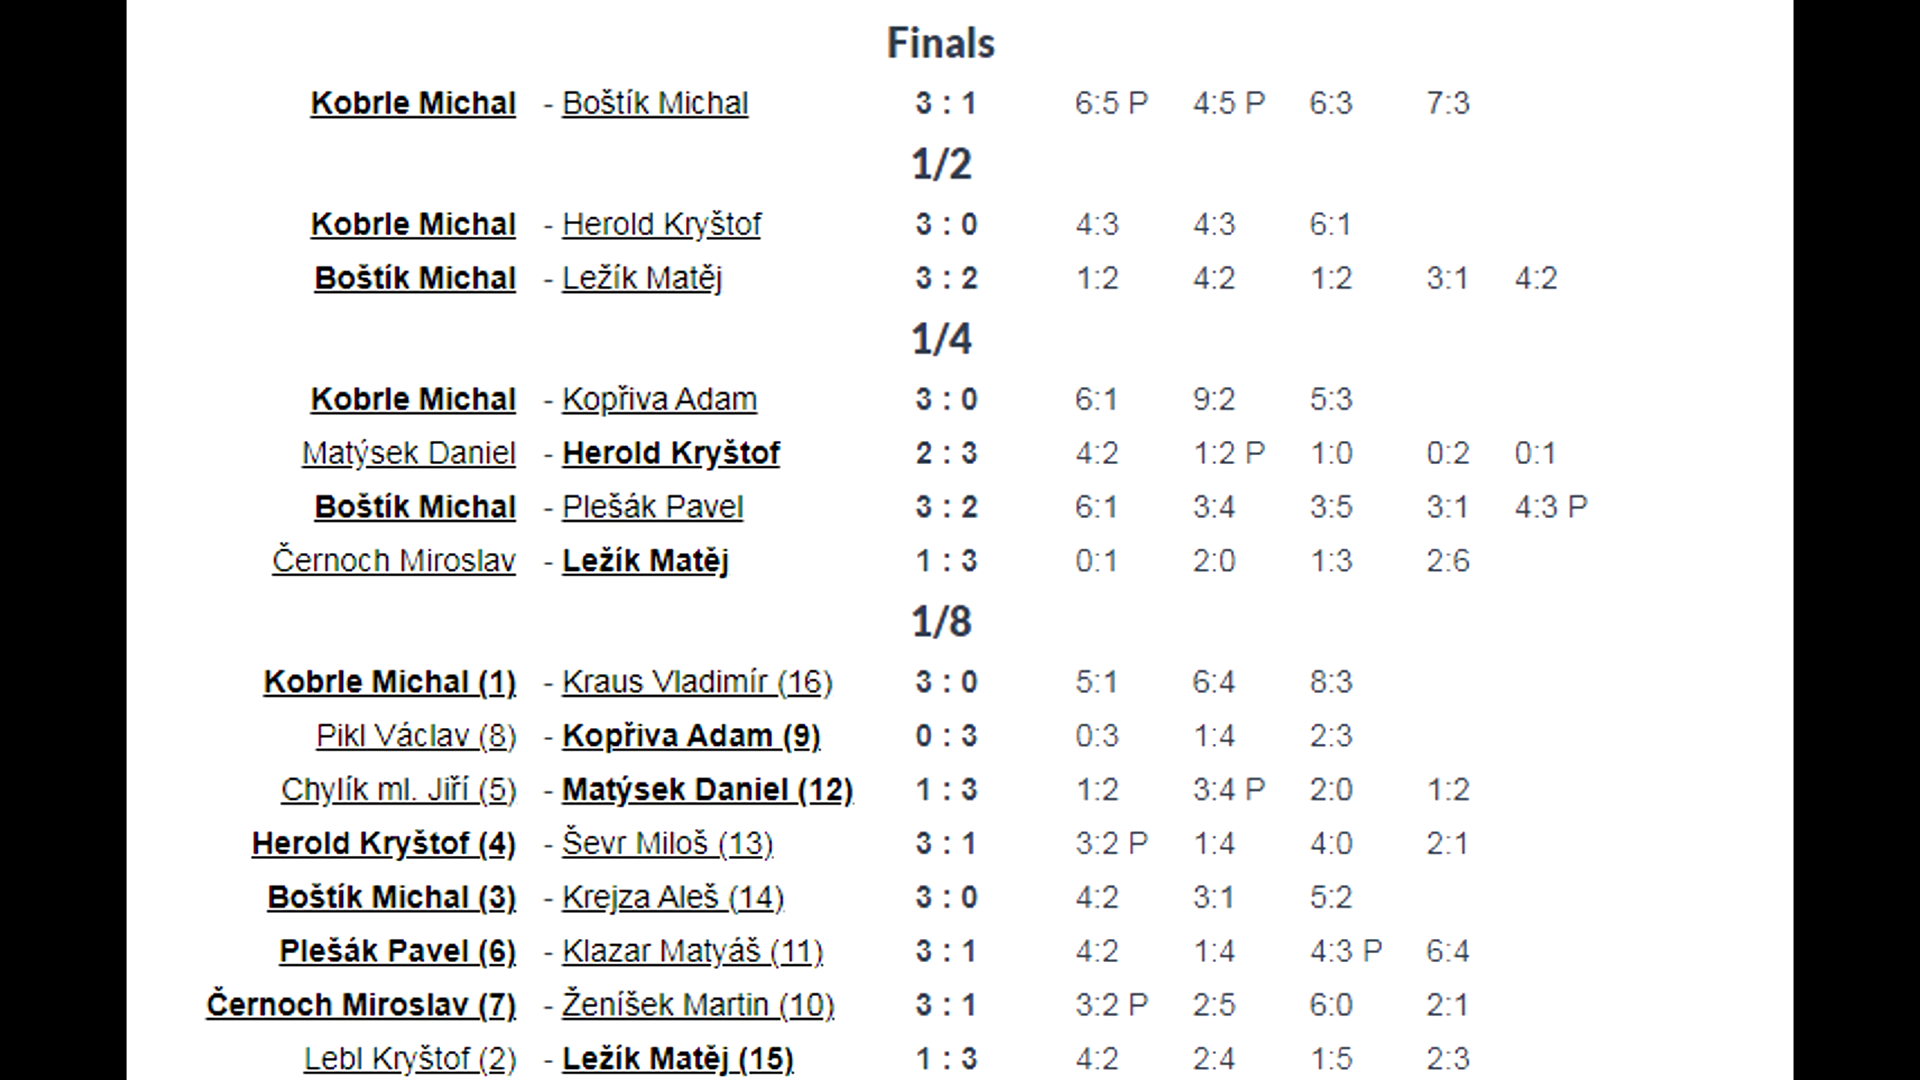 Finals
Kobrle Michal - Boštík Michal 3 : 1 6:5 P 4:5 P 6:3 7:3
1/2
Kobrle Michal - Herold Kryštof 3 : 0 4:3 4:3 6:1
Boštík Michal - Ležík Matěj 3 : 2 1:2 4:2 1:2 3:1 4:2
1/4
Kobrle Michal - Kopřiva Adam 3 : 0 6:1 9:2 5:3
Matýsek Daniel - Herold Kryštof 2 : 3 4:2 1:2 P 1:0 0:2 0:1
Boštík Michal - Plešák Pavel 3 : 2 6:1 3:4 3:5 3:1 4:3 P
Černoch Miroslav - Ležík Matěj 1 : 3 0:1 2:0 1:3 2:6
1/8
Kobrle Michal (1) - Kraus Vladimír (16) 3 : 0 5:1 6:4 8:3
Pikl Václav (8) - Kopřiva Adam (9) 0 : 3 0:3 1:4 2:3
Chylík ml. Jiří (5) - Matýsek Daniel (12) 1 : 3 1:2 3:4 P 2:0 1:2
Herold Kryštof (4) - Ševr Miloš (13) 3 : 1 3:2 P 1:4 4:0 2:1
Boštík Michal (3) - Krejza Aleš (14) 3 : 0 4:2 3:1 5:2
Plešák Pavel (6) - Klazar Matyáš (11) 3 : 1 4:2 1:4 4:3 P 6:4
Černoch Miroslav (7) - Ženíšek Martin (10) 3 : 1 3:2 P 2:5 6:0 2:1
Lebl Kryštof (2) - Ležík Matěj (15) 1 : 3 4:2 2:4 1:5 2:3